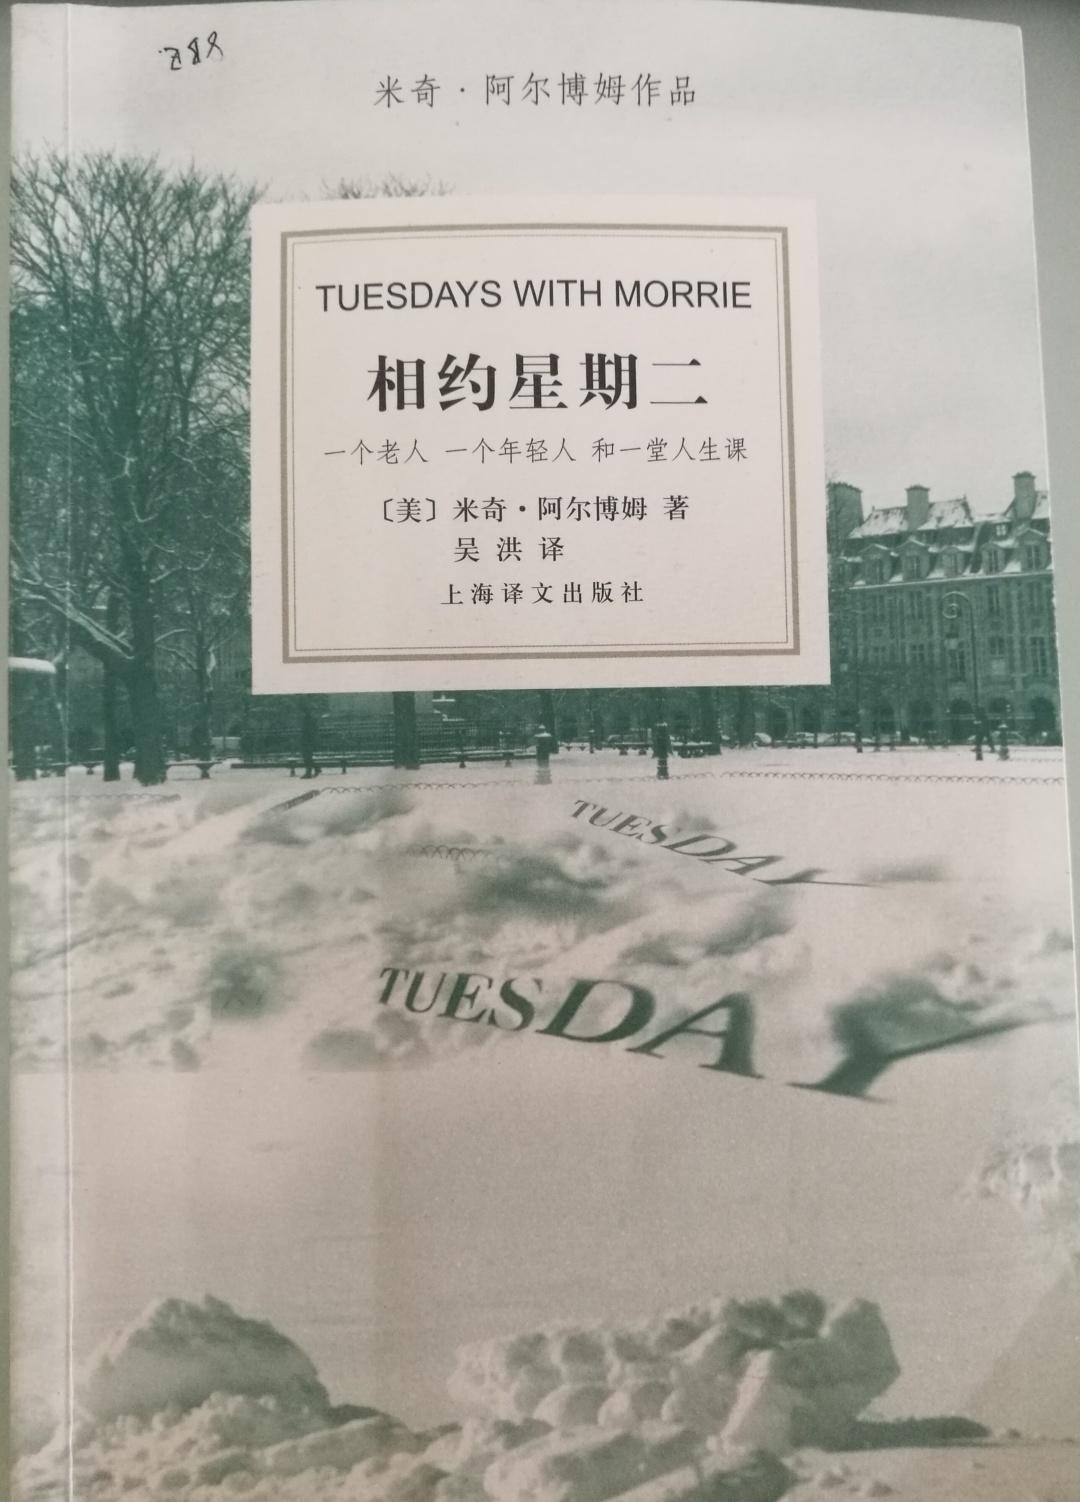 米奇·阿尔博姆作品
TUESDAYS WITH MORRIE
相约星期二
一个老人 一个年轻人 和一堂人生课
〔美〕米奇·阿尔博姆 著
吴洪 译
上海译文出版社
TUESDAY
TUESDAY